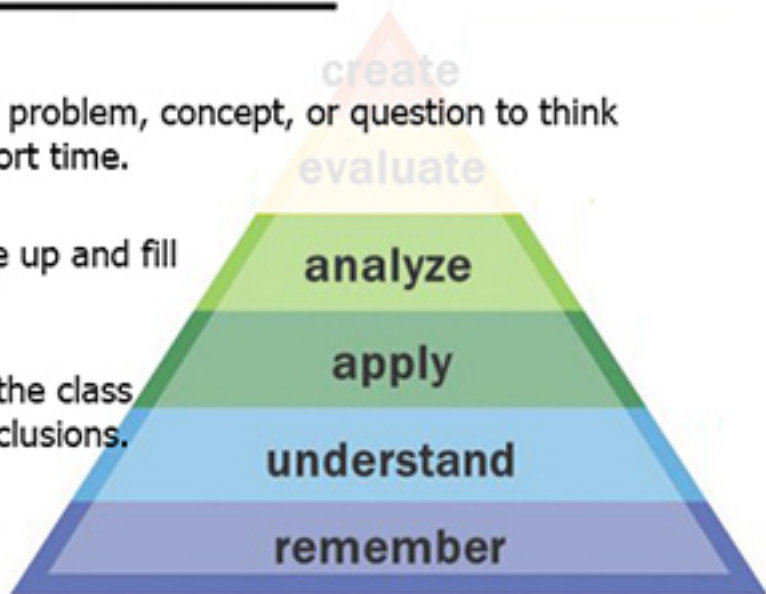 create
problem, concept, or question to think
ort time.
evaluate
e up and fill
analyze
apply
the class
clusions.
understand
remember